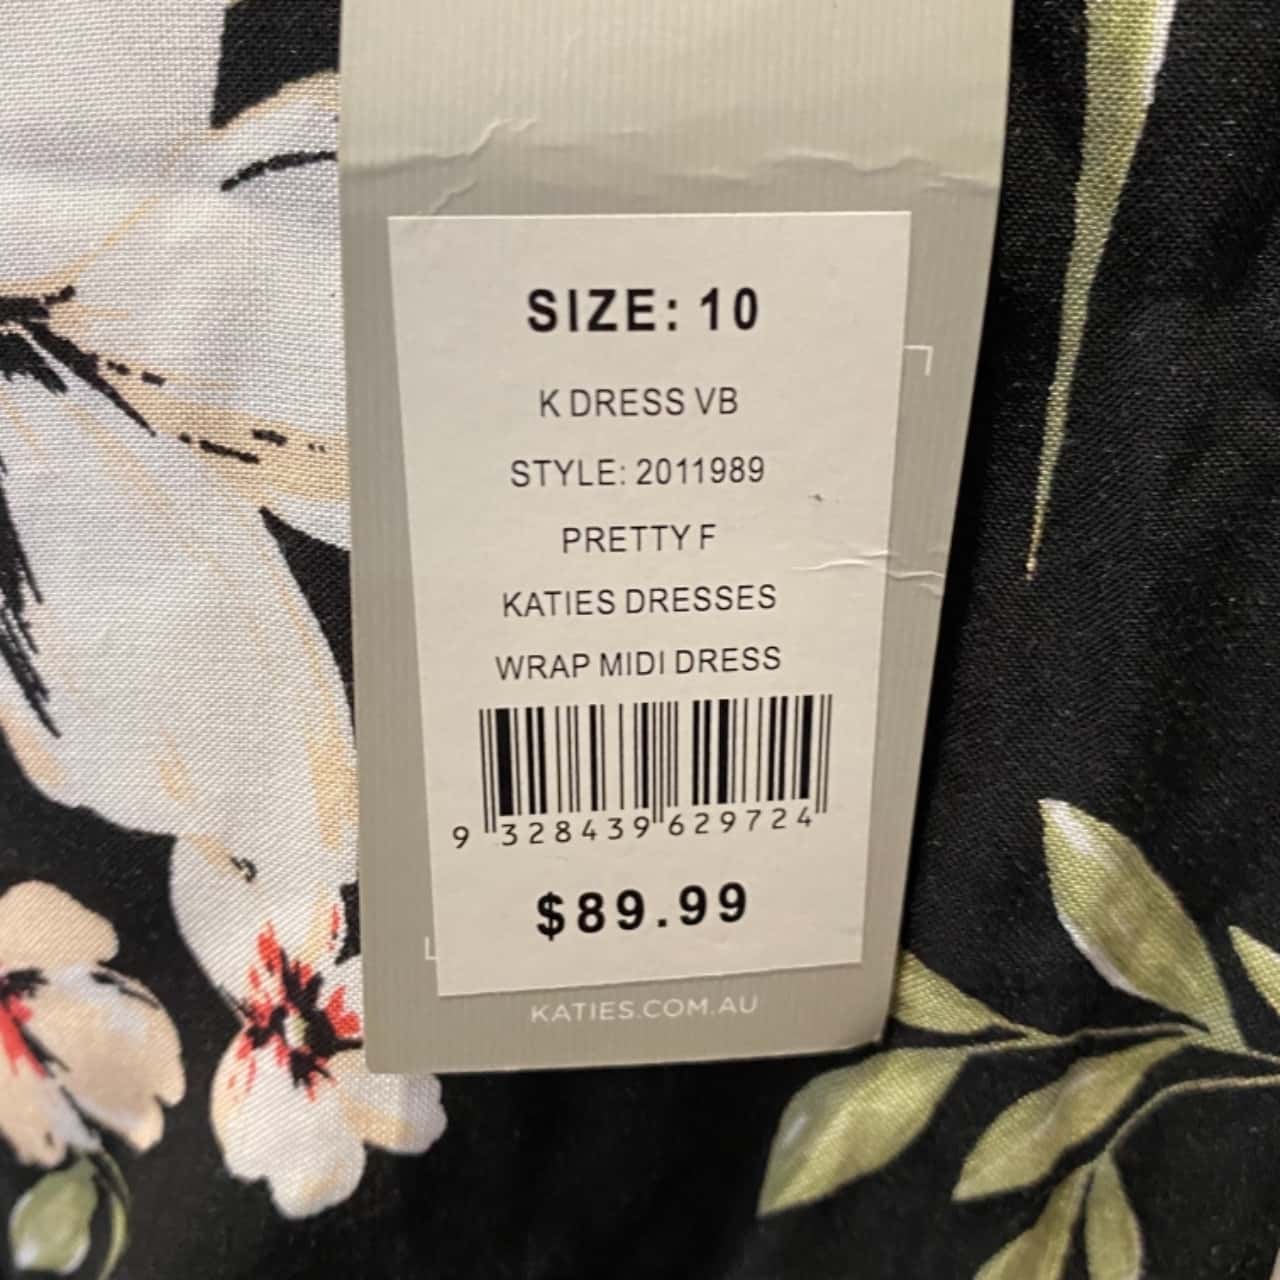 SIZE: 10
K DRESS VB
STYLE: 2011989
PRETTY F
KATIES DRESSES
WRAP MIDI DRESS
9 328439 629724
$89.99
KATIES.COM.AU